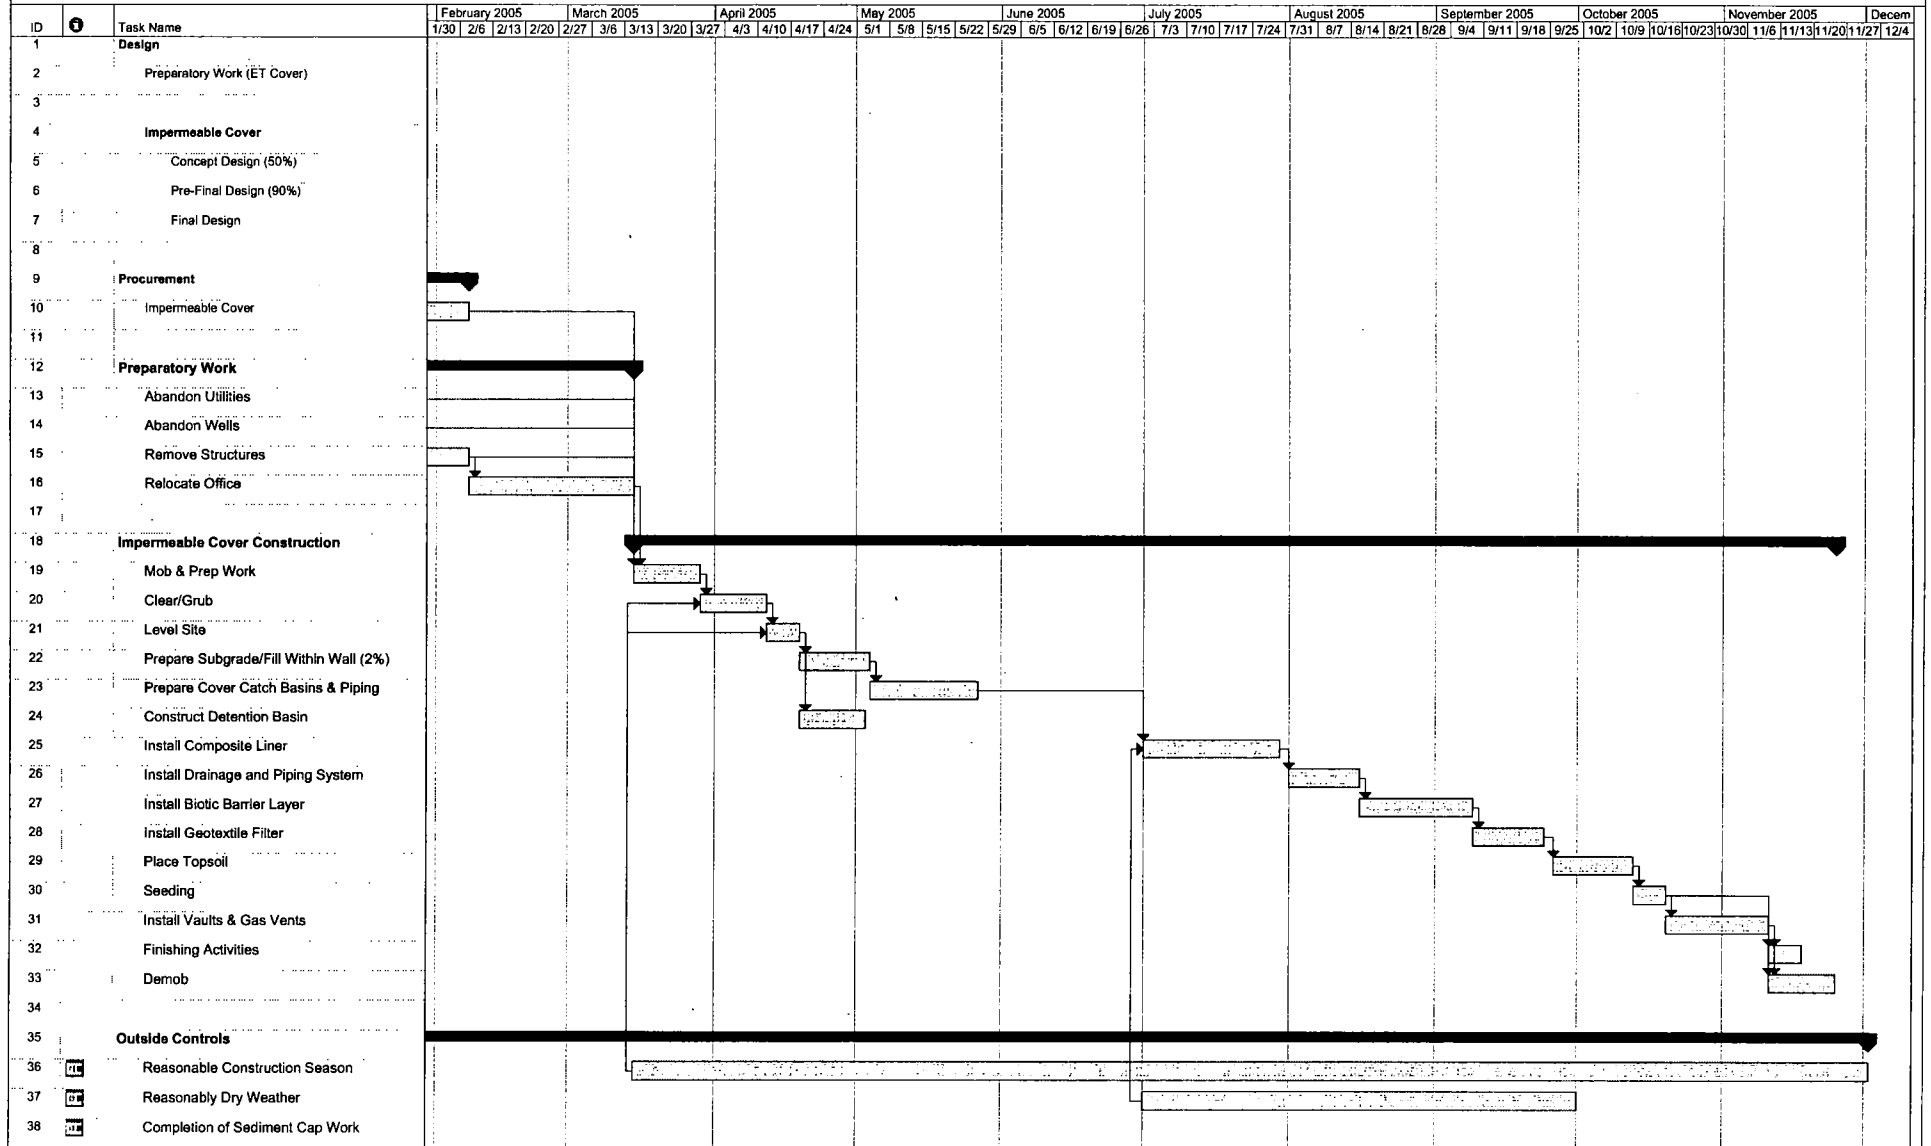 February 2005 March 2005 April 2005 May 2005 June 2005 July 2005 August 2005 September 2005 October 2005 November 2005 Decem
ID Task Name 1/30 2/6 2/13 2/20 2/27 3/6 3/13 3/20 3/27 4/3 4/10 4/17 4/24 5/1 5/8 5/15 5/22 5/29 6/5 6/12 6/19 6/26 7/3 7/10 7/17 7/24 7/31 8/7 8/14 8/21 8/28 9/4 9/11 9/18 9/25 10/2 10/9 10/16 10/23 10/30 11/6 11/13 11/20 11/27 12/4
1 Design
2 Preparatory Work (ET Cover)
3
4 Impermeable Cover
5 Concept Design (50%)
6 Pre-Final Design (90%)
7 Final Design
8
9 Procurement
10 Impermeable Cover
11
12 Preparatory Work
13 Abandon Utilities
14 Abandon Wells
15 Remove Structures
16 Relocate Office
17
18 Impermeable Cover Construction
19 Mob & Prep Work
20 Clear/Grub
21 Level Site
22 Prepare Subgrade/Fill Within Wall (2%)
23 Prepare Cover Catch Basins & Piping
24 Construct Detention Basin
25 Install Composite Liner
26 Install Drainage and Piping System
27 Install Biotic Barrier Layer
28 Install Geotextile Filter
29 Place Topsoil
30 Seeding
31 Install Vaults & Gas Vents
32 Finishing Activities
33 Demob
34
35 Outside Controls
36 Reasonable Construction Season
37 Reasonably Dry Weather
38 Completion of Sediment Cap Work